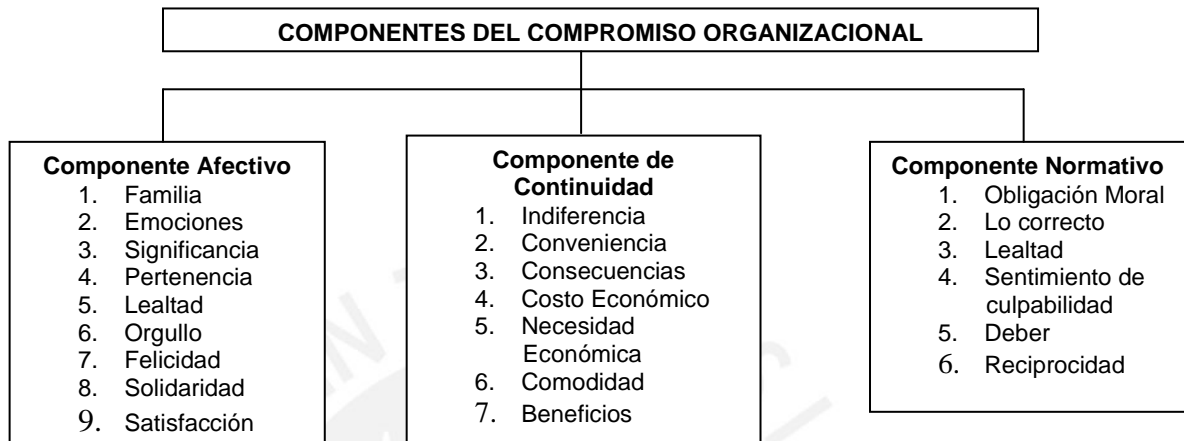 COMPONENTES DEL COMPROMISO ORGANIZACIONAL
Componente Afectivo
1. Familia
2. Emociones
3. Significancia
4. Pertenencia
5. Lealtad
6. Orgullo
7. Felicidad
8. Solidaridad
9. Satisfacción
Componente de
Continuidad
1. Indiferencia
2. Conveniencia
3. Consecuencias
4. Costo Económico
5. Necesidad
Económica
6. Comodidad
7. Beneficios
Componente Normativo
1. Obligación Moral
2. Lo correcto
3. Lealtad
4. Sentimiento de
culpabilidad
5. Deber
6. Reciprocidad